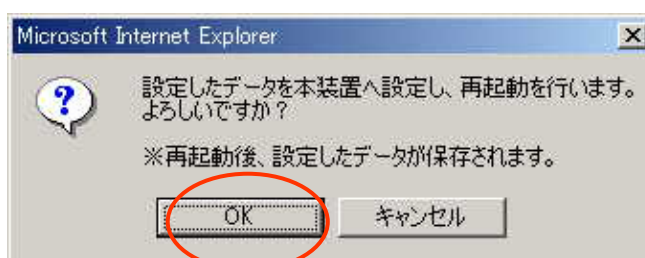 Microsoft Internet Explorer
設定したデータを本装置へ設定し、再起動を行います。
よろしいですか？
※再起動後、設定したデータが保存されます。
OK
キャンセル